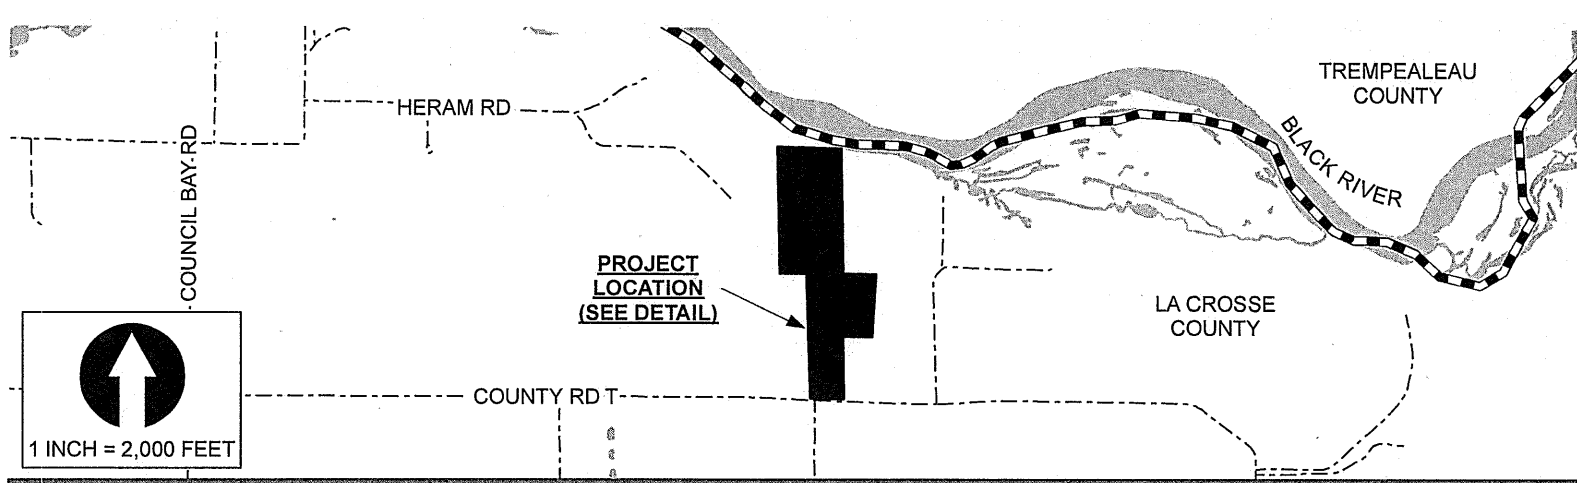 TREMPEALEAU
COUNTY
HERAM RD
BLACK RIVER
COUNCIL BAY RD
PROJECT
LOCATION
(SEE DETAIL)
LA CROSSE
COUNTY
COUNTY RD T
1 INCH = 2,000 FEET